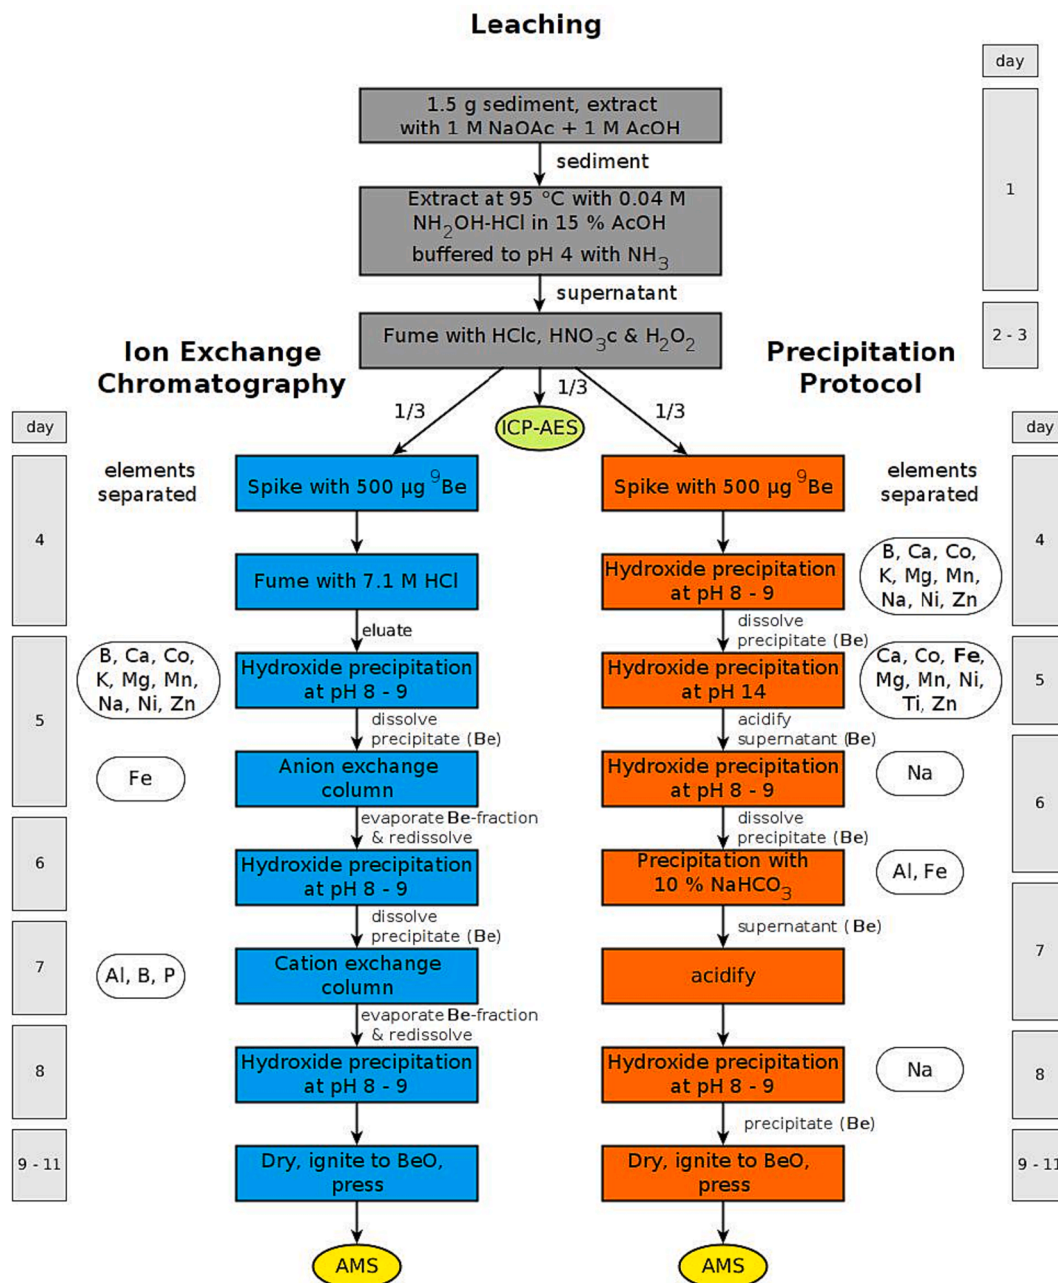 Leaching
day
1.5 g sediment, extract
with 1 M NaOAc + 1 M AcOH
sediment
1
Extract at 95 °C with 0.04 M
NH2OH-HCl in 15 % AcOH
buffered to pH 4 with NH3
supernatant
Fume with HClc, HNO3c & H2O2
2 - 3
Ion Exchange
Chromatography
Precipitation
Protocol
1/3
1/3
1/3
ICP-AES
day
day
elements
separated
Spike with 500 µg 9Be
Spike with 500 µg 9Be
elements
separated
4
4
Fume with 7.1 M HCl
Hydroxide precipitation
at pH 8 - 9
B, Ca, Co,
K, Mg, Mn,
Na, Ni, Zn
eluate
dissolve
precipitate (Be)
B, Ca, Co,
K, Mg, Mn,
Na, Ni, Zn
Hydroxide precipitation
at pH 8 - 9
Hydroxide precipitation
at pH 14
Ca, Co, Fe,
Mg, Mn, Ni,
Ti, Zn
5
5
dissolve
precipitate (Be)
acidify
supernatant (Be)
Fe
Anion exchange
column
Hydroxide precipitation
at pH 8 - 9
Na
evaporate Be-fraction
& redissolve
dissolve
precipitate (Be)
6
6
Hydroxide precipitation
at pH 8 - 9
Precipitation with
10 % NaHCO3
Al, Fe
dissolve
precipitate (Be)
supernatant (Be)
7
7
Al, B, P
Cation exchange
column
acidify
evaporate Be-fraction
& redissolve
8
8
Hydroxide precipitation
at pH 8 - 9
Hydroxide precipitation
at pH 8 - 9
Na
precipitate (Be)
9 - 11
Dry, ignite to BeO,
press
Dry, ignite to BeO,
press
9 - 11
AMS
AMS